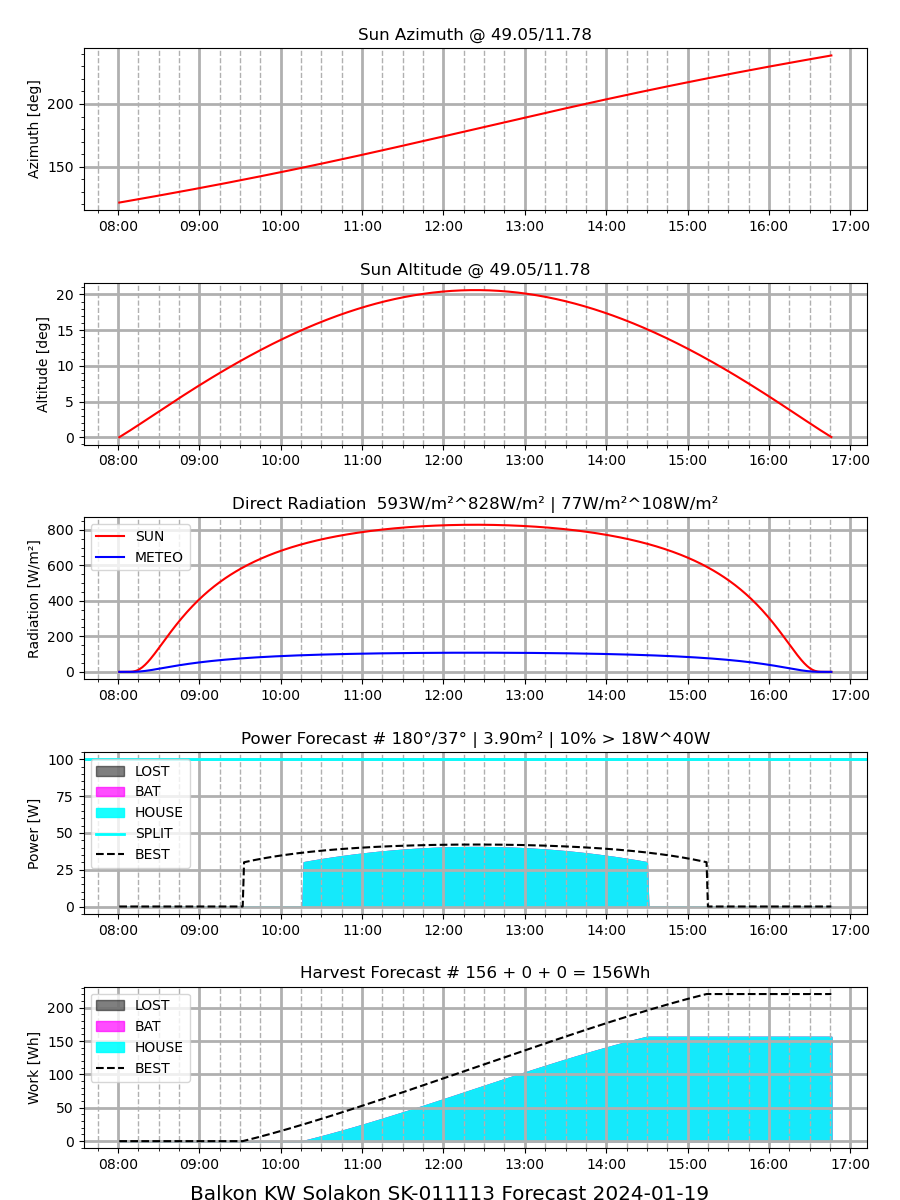 Sun Azimuth @ 49.05/11.78
Azimuth [deg]
200
150
08:00 09:00 10:00 11:00 12:00 13:00 14:00 15:00 16:00 17:00
Sun Altitude @ 49.05/11.78
Altitude [deg]
20
15
10
5
0
08:00 09:00 10:00 11:00 12:00 13:00 14:00 15:00 16:00 17:00
Direct Radiation  593W/m²^828W/m² | 77W/m²^108W/m²
Radiation [W/m²]
800
600
400
200
0
SUN
METEO
08:00 09:00 10:00 11:00 12:00 13:00 14:00 15:00 16:00 17:00
Power Forecast # 180°/37° | 3.90m² | 10% > 18W^40W
Power [W]
100
75
50
25
0
LOST
BAT
HOUSE
SPLIT
BEST
08:00 09:00 10:00 11:00 12:00 13:00 14:00 15:00 16:00 17:00
Harvest Forecast # 156 + 0 + 0 = 156Wh
Work [Wh]
200
150
100
50
0
LOST
BAT
HOUSE
BEST
08:00 09:00 10:00 11:00 12:00 13:00 14:00 15:00 16:00 17:00
Balkon KW Solakon SK-011113 Forecast 2024-01-19